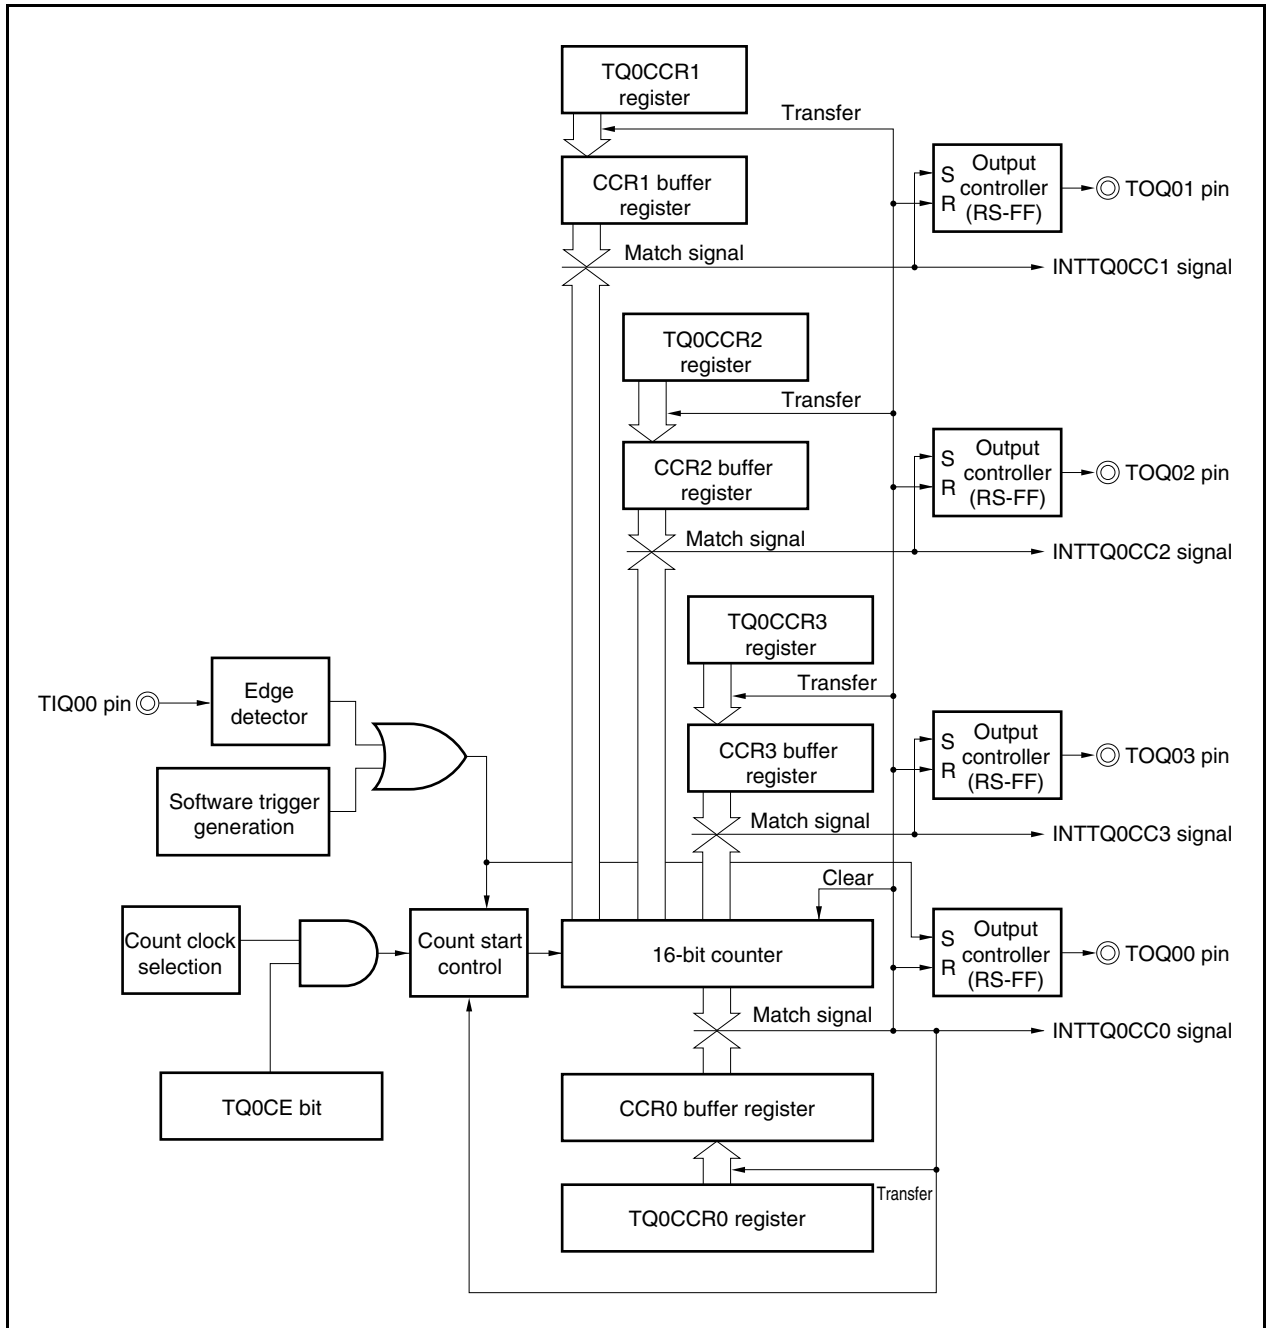 TQ0CCR1
register
Transfer
CCR1 buffer
register
S
R
Output
controller
(RS-FF)
TOQ01 pin
Match signal
INTTQ0CC1 signal
TQ0CCR2
register
Transfer
CCR2 buffer
register
S
R
Output
controller
(RS-FF)
TOQ02 pin
Match signal
INTTQ0CC2 signal
TQ0CCR3
register
Transfer
TIQ00 pin
Edge
detector
CCR3 buffer
register
S
R
Output
controller
(RS-FF)
TOQ03 pin
Software trigger
generation
Match signal
INTTQ0CC3 signal
Clear
Count clock
selection
Count start
control
16-bit counter
S
R
Output
controller
(RS-FF)
TOQ00 pin
Match signal
INTTQ0CC0 signal
TQ0CE bit
CCR0 buffer register
Transfer
TQ0CCR0 register